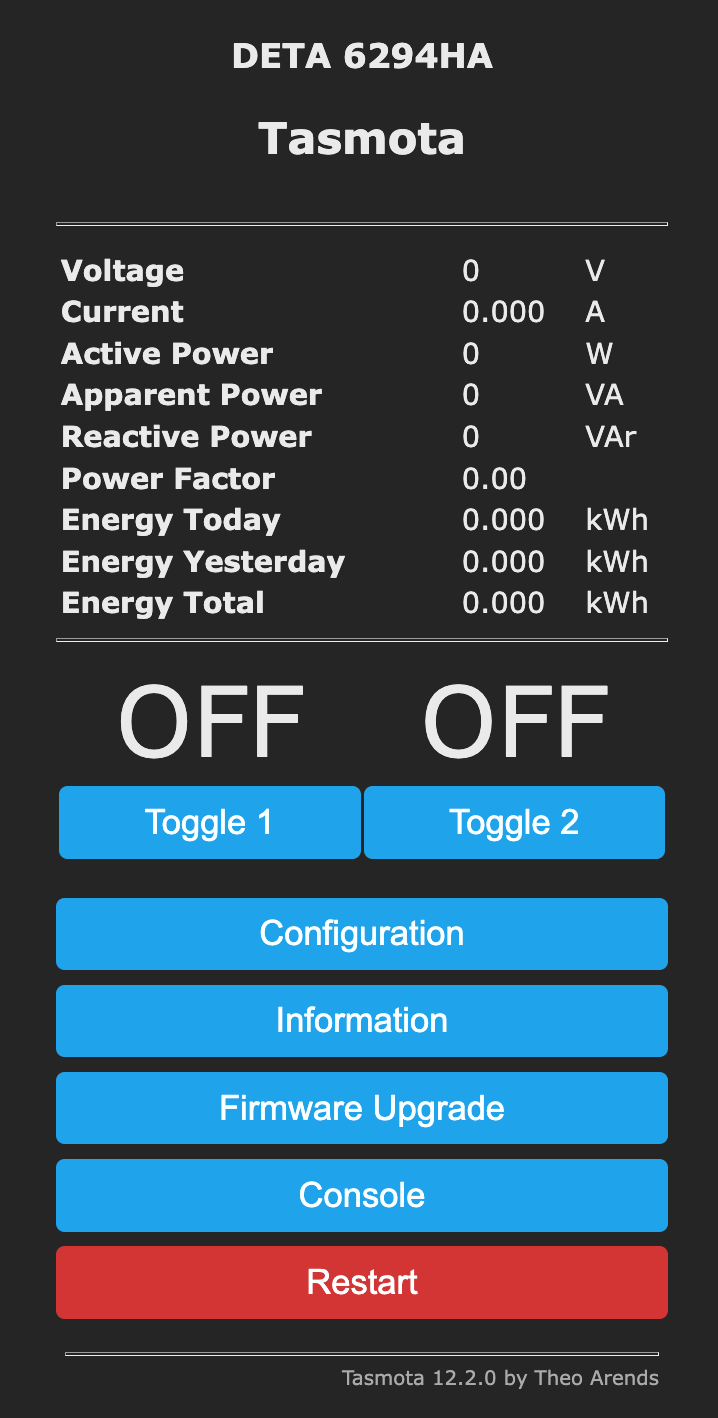 DETA 6294HA
Tasmota
Voltage 0 V
Current 0.000 A
Active Power 0 W
Apparent Power 0 VA
Reactive Power 0 VAr
Power Factor 0.00
Energy Today 0.000 kWh
Energy Yesterday 0.000 kWh
Energy Total 0.000 kWh
OFF OFF
Toggle 1 Toggle 2
Configuration
Information
Firmware Upgrade
Console
Restart
Tasmota 12.2.0 by Theo Arends